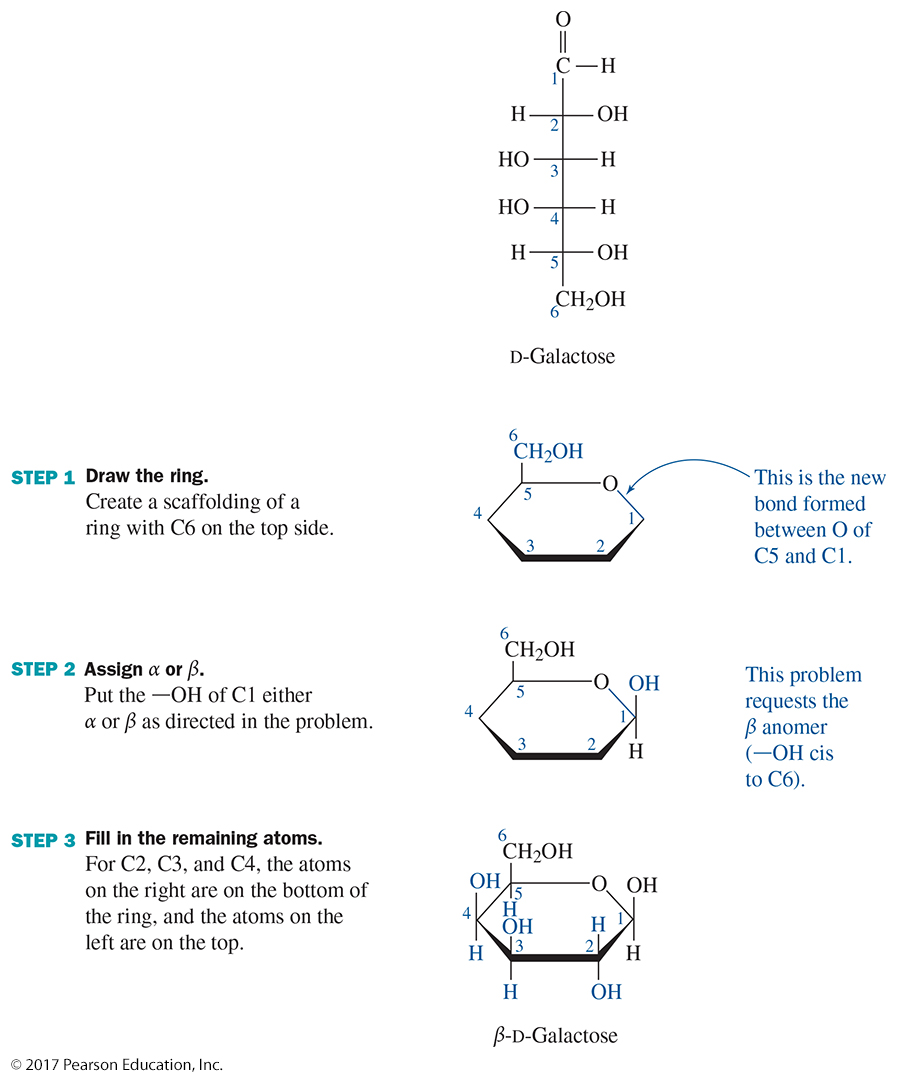 O
C—H
1
H OH
2
HO H
3
HO H
4
H OH
5
CH₂OH
6
D-Galactose
STEP 1 Draw the ring.
Create a scaffolding of a
ring with C6 on the top side.
6
CH₂OH
O
5
4
1
3 2
This is the new
bond formed
between O of
C5 and C1.
STEP 2 Assign α or β.
Put the —OH of C1 either
α or β as directed in the problem.
6
CH₂OH
O OH
5
4
1
3 2
H
This problem
requests the
β anomer
(—OH cis
to C6).
STEP 3 Fill in the remaining atoms.
For C2, C3, and C4, the atoms
on the right are on the bottom of
the ring, and the atoms on the
left are on the top.
6
CH₂OH
OH O OH
5
H
4 1
OH H
3 2
H H
H OH
β-D-Galactose
© 2017 Pearson Education, Inc.